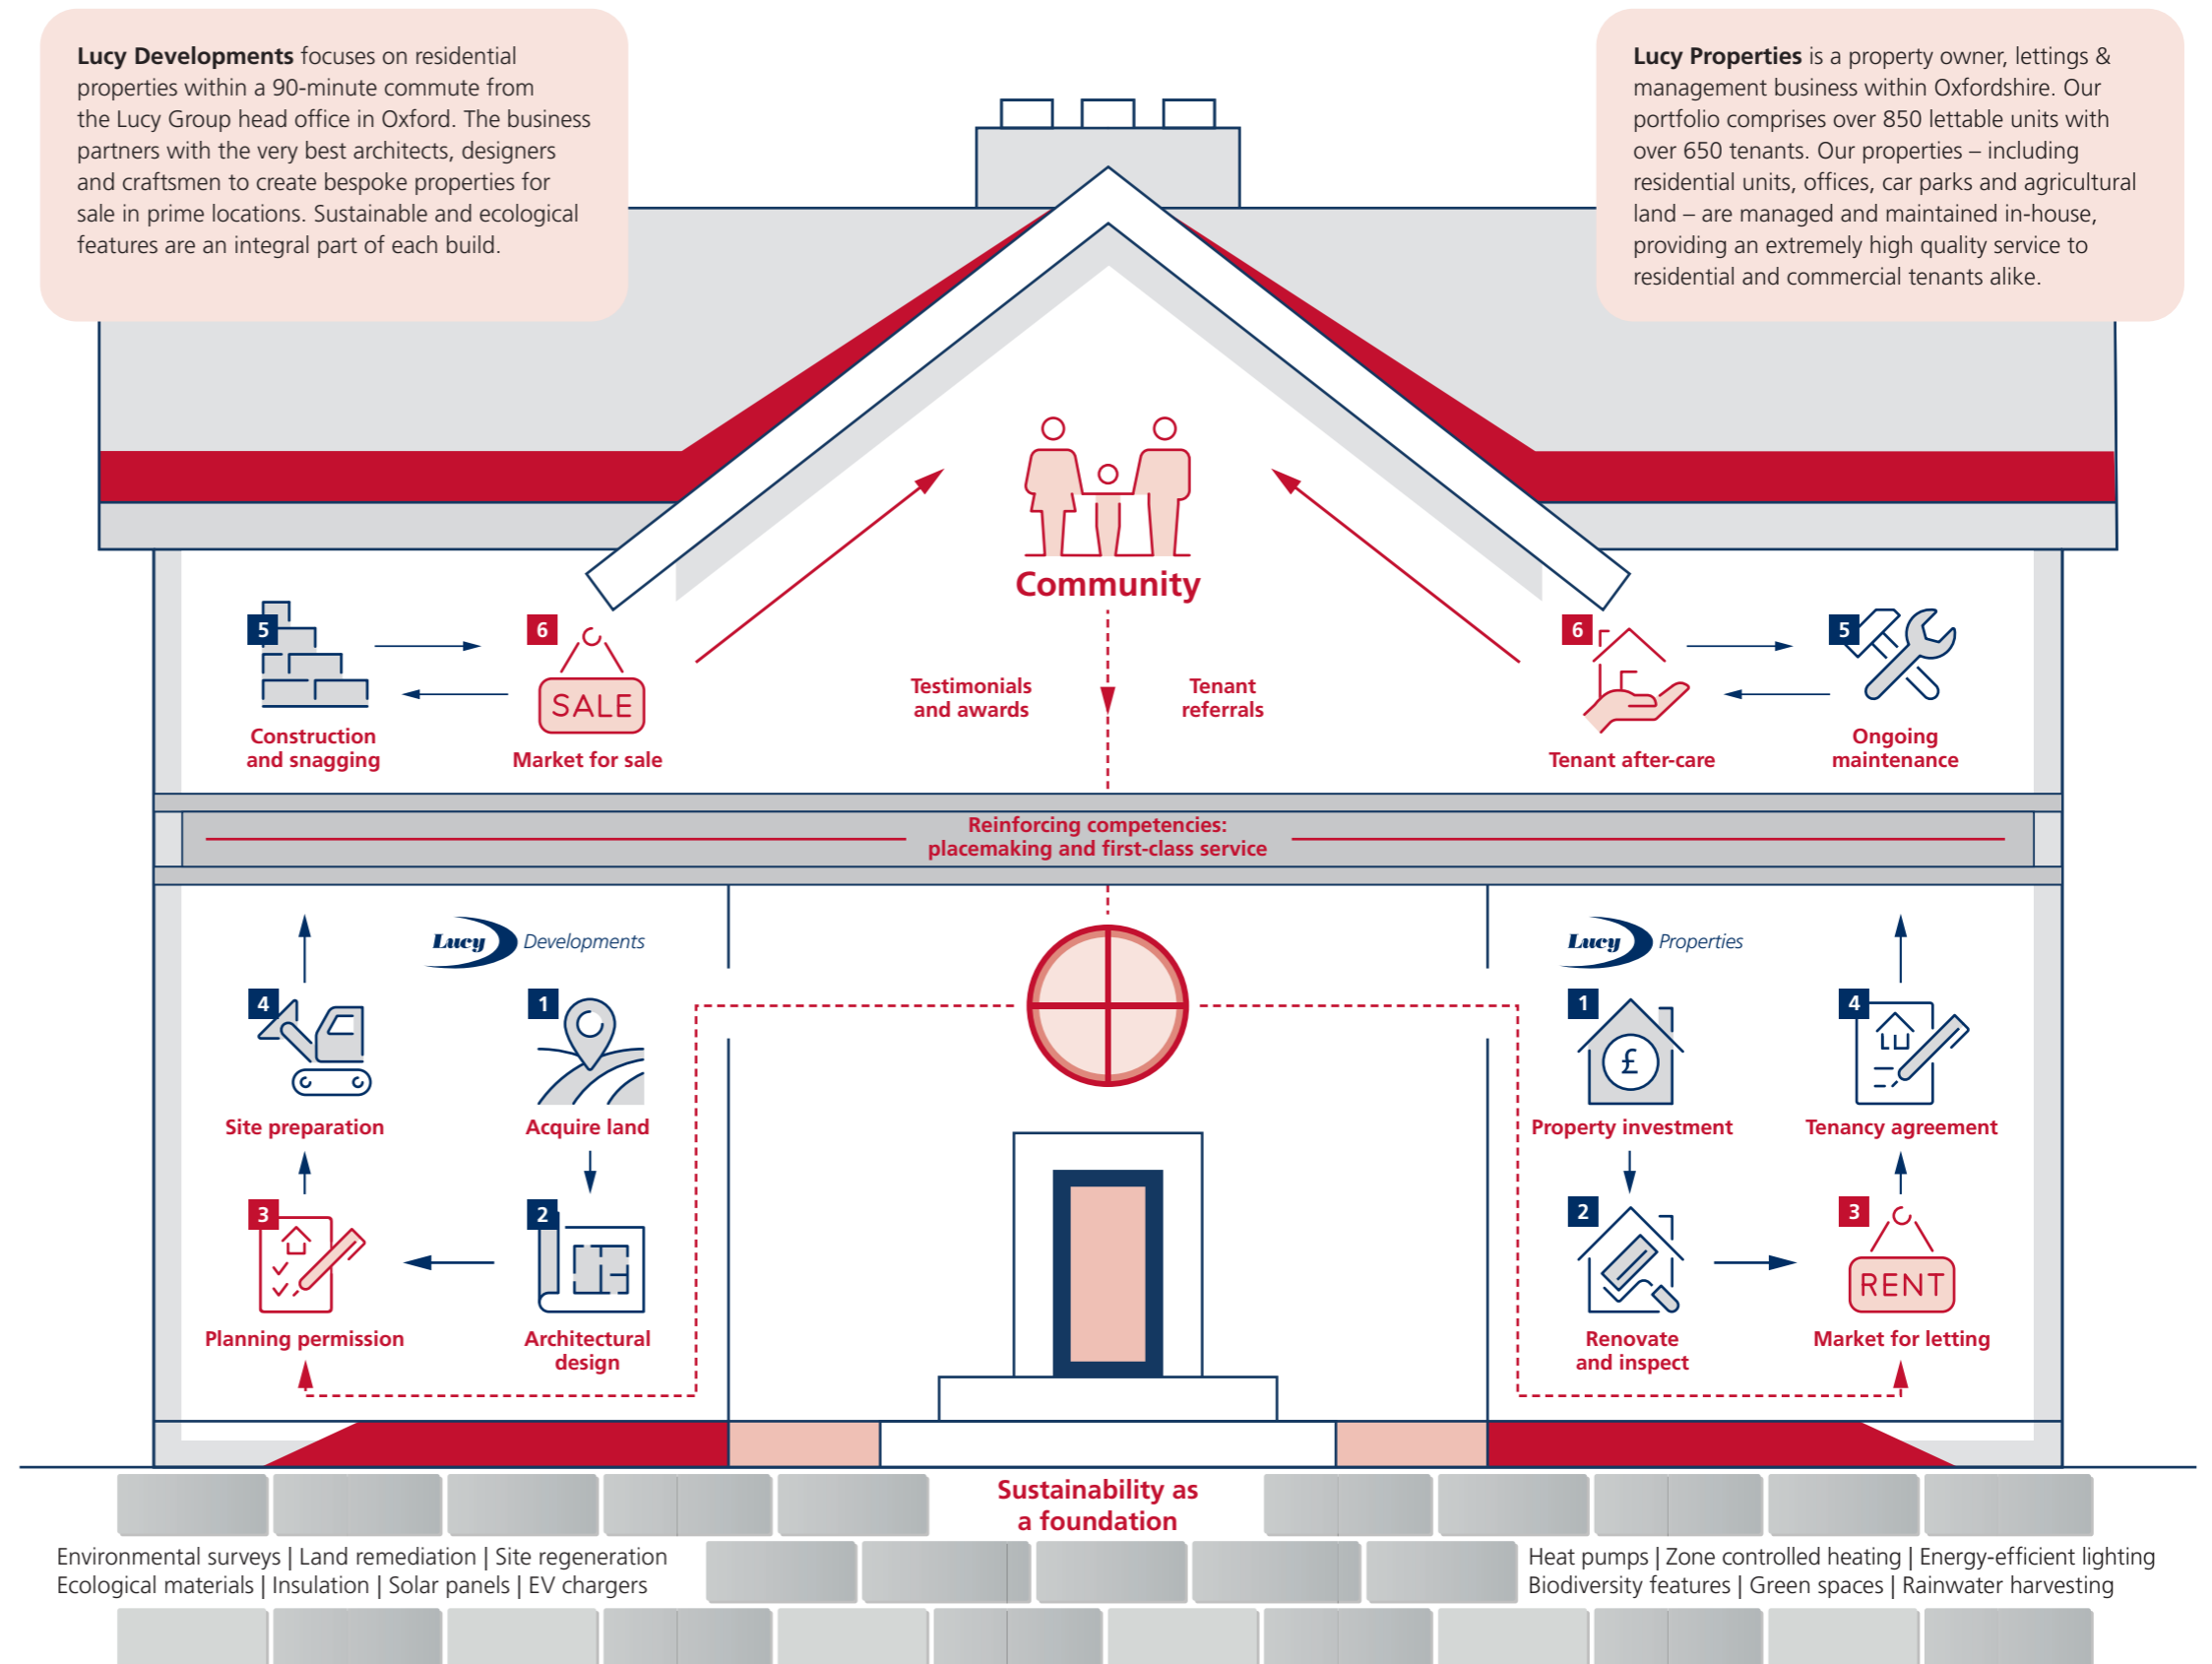 Lucy Developments focuses on residential
properties within a 90-minute commute from
the Lucy Group head office in Oxford. The business
partners with the very best architects, designers
and craftsmen to create bespoke properties for
sale in prime locations. Sustainable and ecological
features are an integral part of each build.
Lucy Properties is a property owner, lettings &
management business within Oxfordshire. Our
portfolio comprises over 850 lettable units with
over 650 tenants. Our properties – including
residential units, offices, car parks and agricultural
land – are managed and maintained in-house,
providing an extremely high quality service to
residential and commercial tenants alike.
Community
5
Construction
and snagging
6
SALE
Market for sale
Testimonials
and awards
Tenant
referrals
6
Tenant after-care
5
Ongoing
maintenance
Reinforcing competencies:
placemaking and first-class service
Lucy Developments
4
Site preparation
1
Acquire land
3
Planning permission
2
Architectural
design
Lucy Properties
1
£
Property investment
4
Tenancy agreement
2
Renovate
and inspect
3
RENT
Market for letting
Sustainability as
a foundation
Environmental surveys | Land remediation | Site regeneration
Ecological materials | Insulation | Solar panels | EV chargers
Heat pumps | Zone controlled heating | Energy-efficient lighting
Biodiversity features | Green spaces | Rainwater harvesting